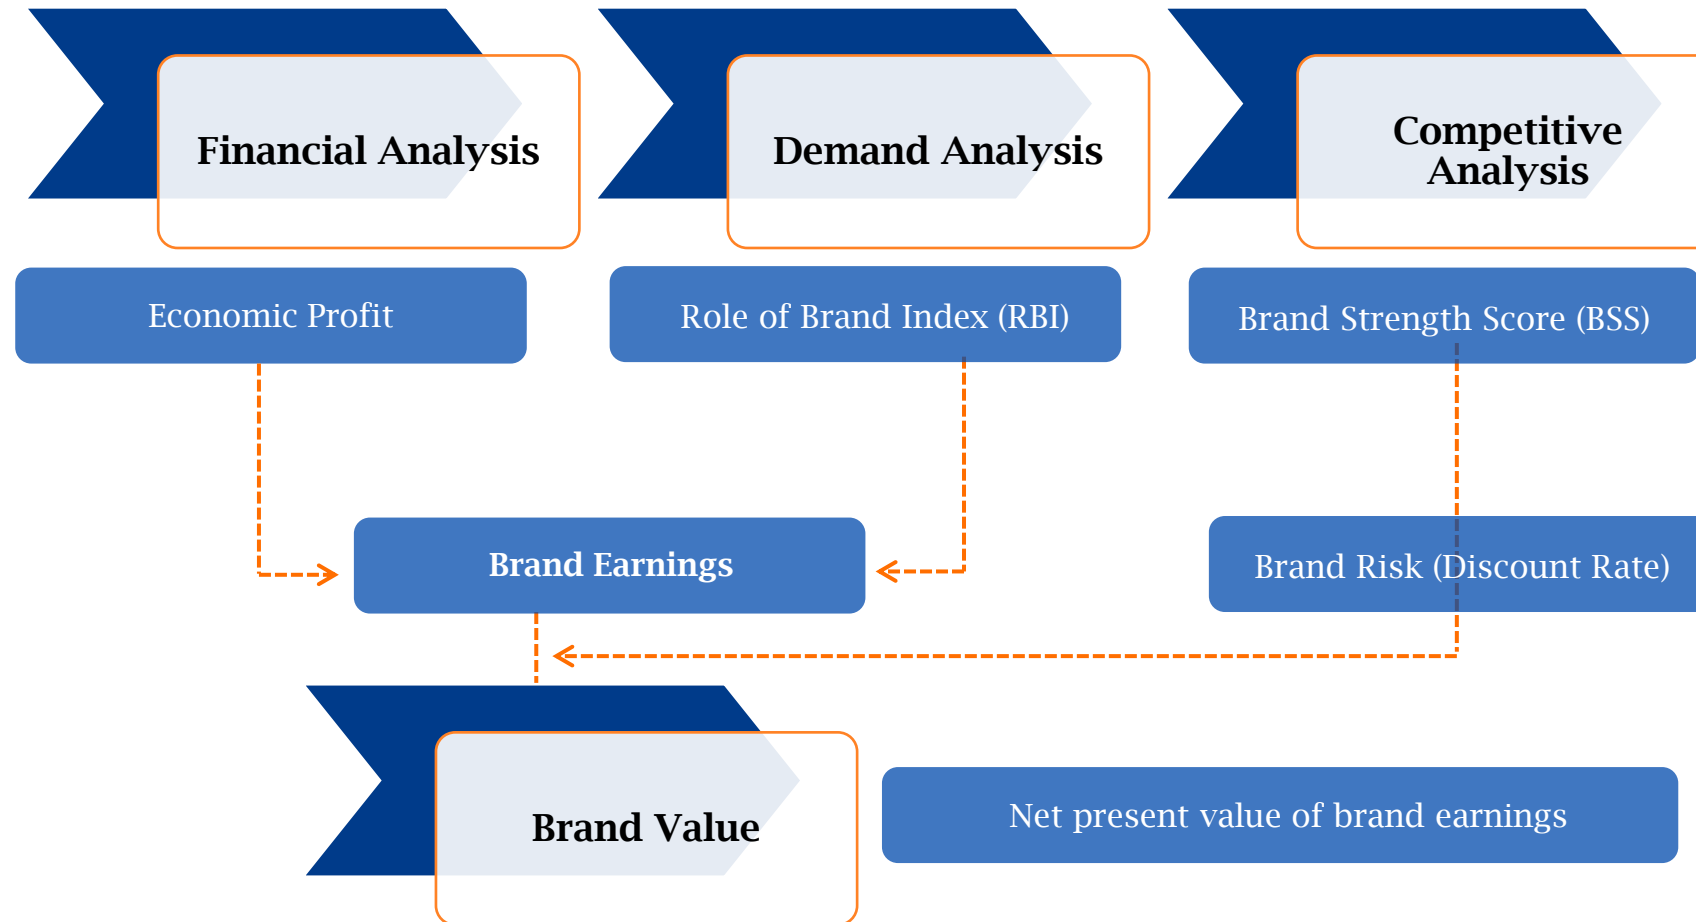 Financial Analysis
Demand Analysis
Competitive
Analysis
Economic Profit
Role of Brand Index (RBI)
Brand Strength Score (BSS)
Brand Earnings
Brand Risk (Discount Rate)
Brand Value
Net present value of brand earnings